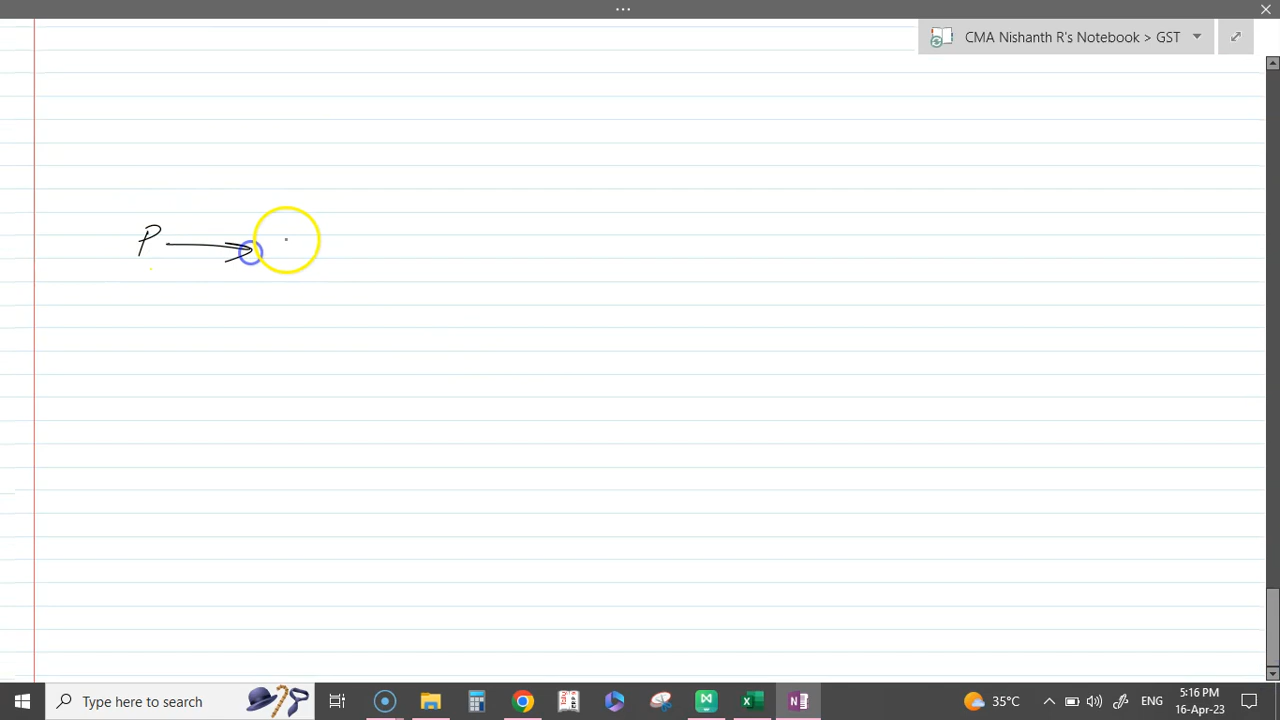 CMA Nishanth R's Notebook > GST
P →
Type here to search
35°C
ENG
5:16 PM
16-Apr-23